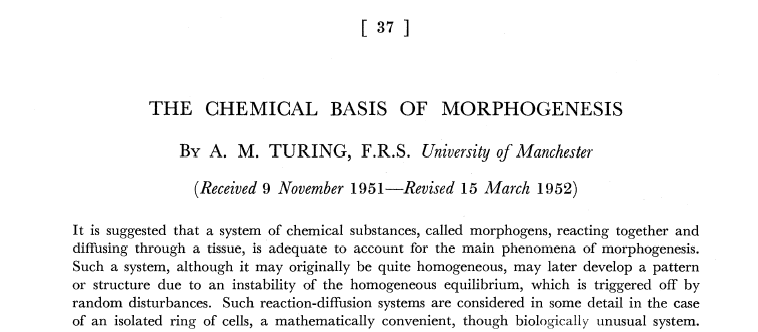 [ 37 ]
THE CHEMICAL BASIS OF MORPHOGENESIS
By A. M. TURING, F.R.S. University of Manchester
(Received 9 November 1951—Revised 15 March 1952)
It is suggested that a system of chemical substances, called morphogens, reacting together and
diffusing through a tissue, is adequate to account for the main phenomena of morphogenesis.
Such a system, although it may originally be quite homogeneous, may later develop a pattern
or structure due to an instability of the homogeneous equilibrium, which is triggered off by
random disturbances. Such reaction-diffusion systems are considered in some detail in the case
of an isolated ring of cells, a mathematically convenient, though biologically unusual system.